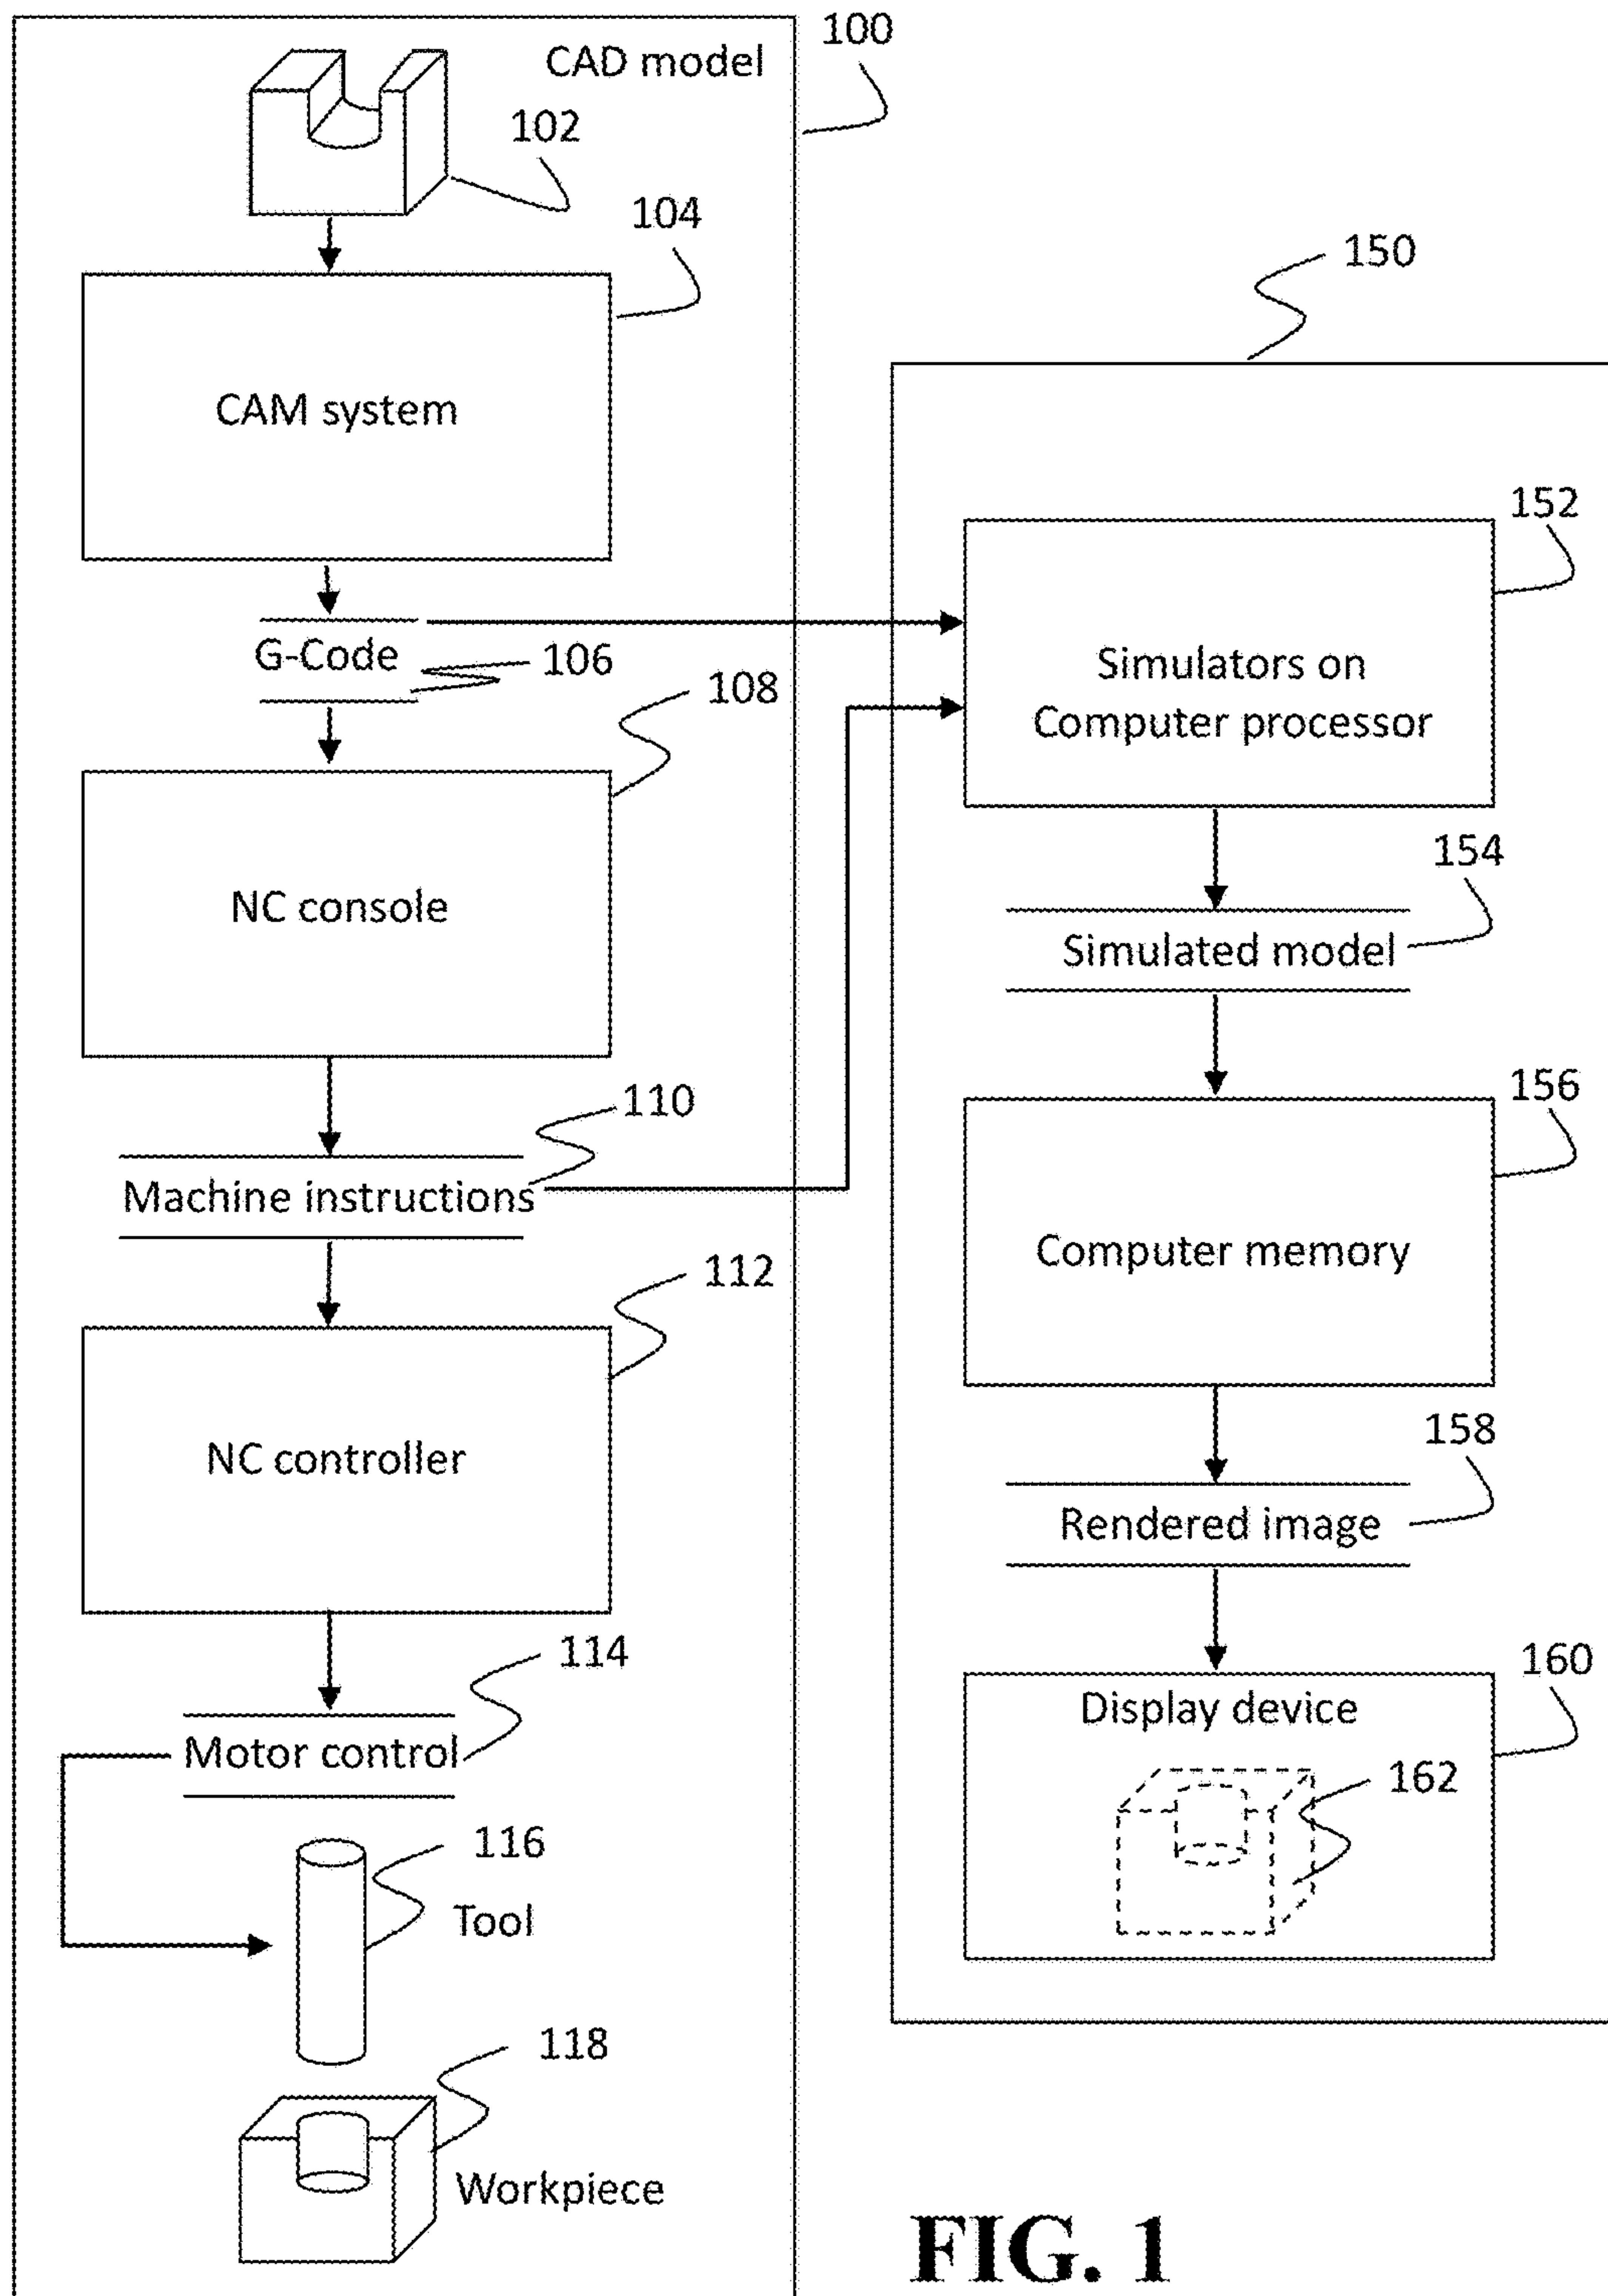 100
CAD model
102
104
CAM system
G-Code
106
108
NC console
110
Machine instructions
112
NC controller
114
Motor control
116
Tool
118
Workpiece
150
152
Simulators on
Computer processor
154
Simulated model
156
Computer memory
158
Rendered image
160
Display device
162
FIG. 1